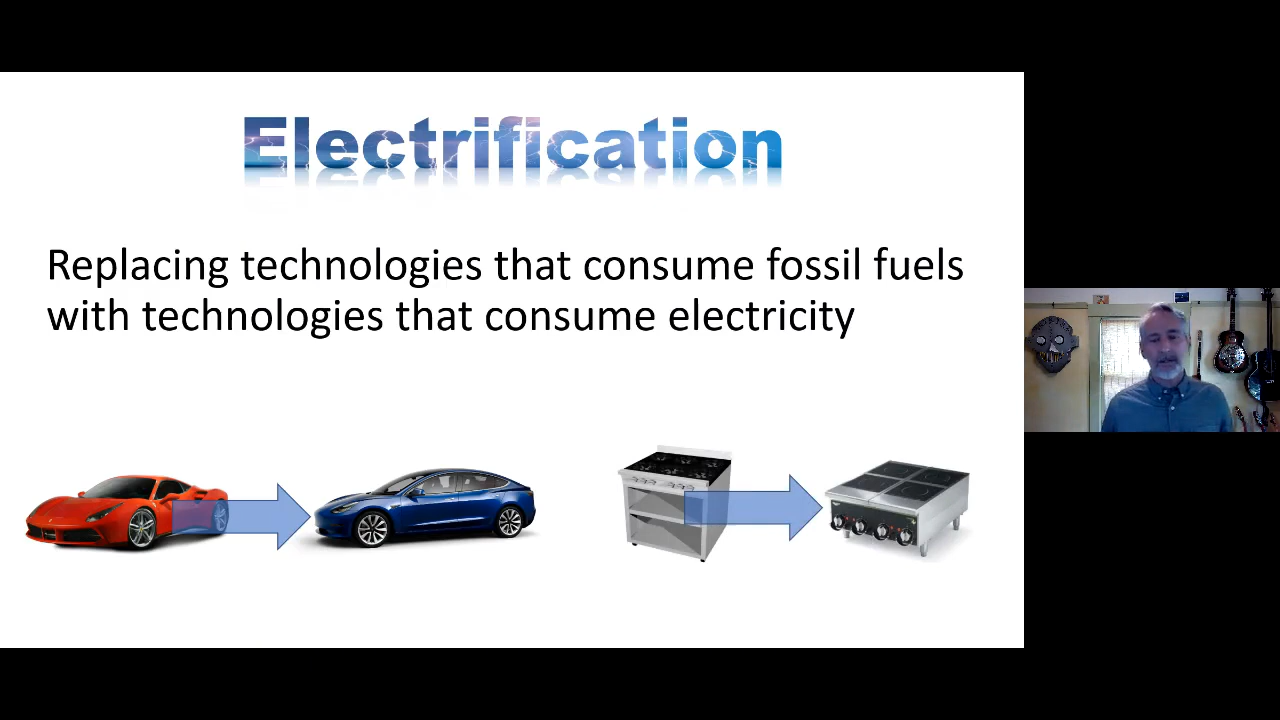 Electrification
Replacing technologies that consume fossil fuels
with technologies that consume electricity